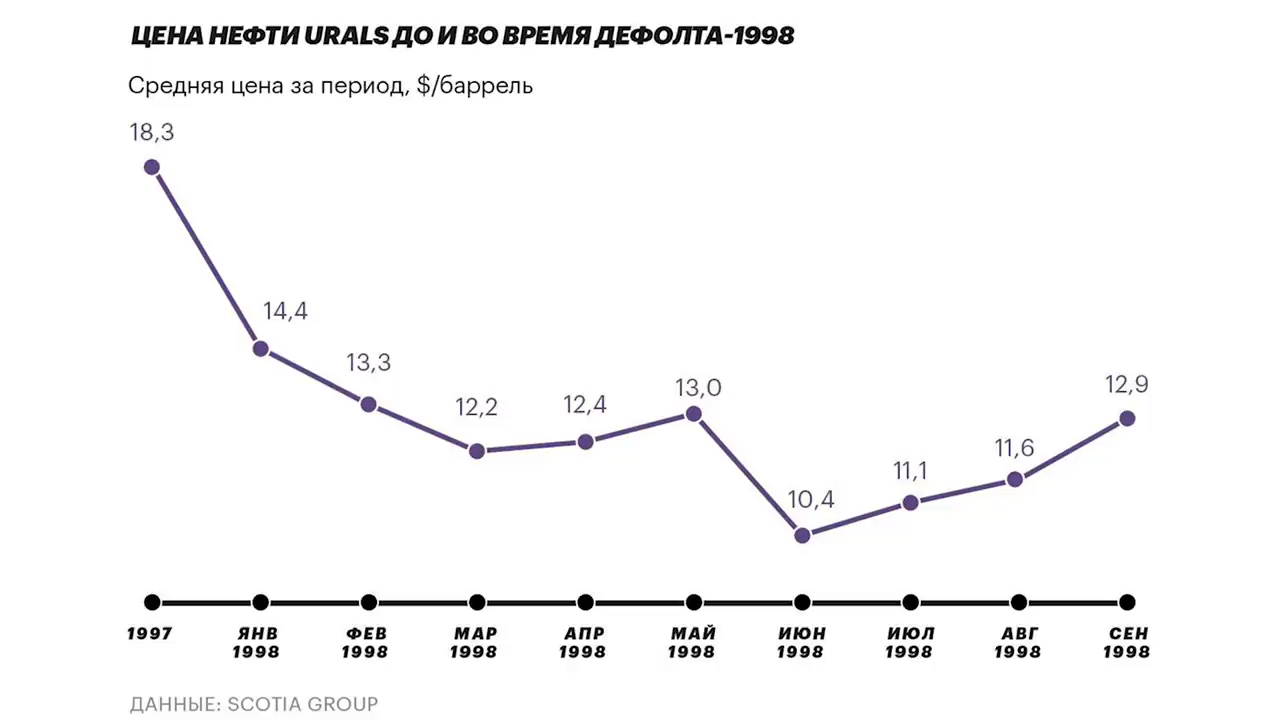 ЦЕНА НЕФТИ URALS ДО И ВО ВРЕМЯ ДЕФОЛТА-1998
Средняя цена за период, $/баррель
18,3
14,4
13,3
12,2
12,4
13,0
10,4
11,1
11,6
12,9
1997
ЯНВ 1998
ФЕВ 1998
МАР 1998
АПР 1998
МАЙ 1998
ИЮН 1998
ИЮЛ 1998
АВГ 1998
СЕН 1998
ДАННЫЕ: SCOTIA GROUP